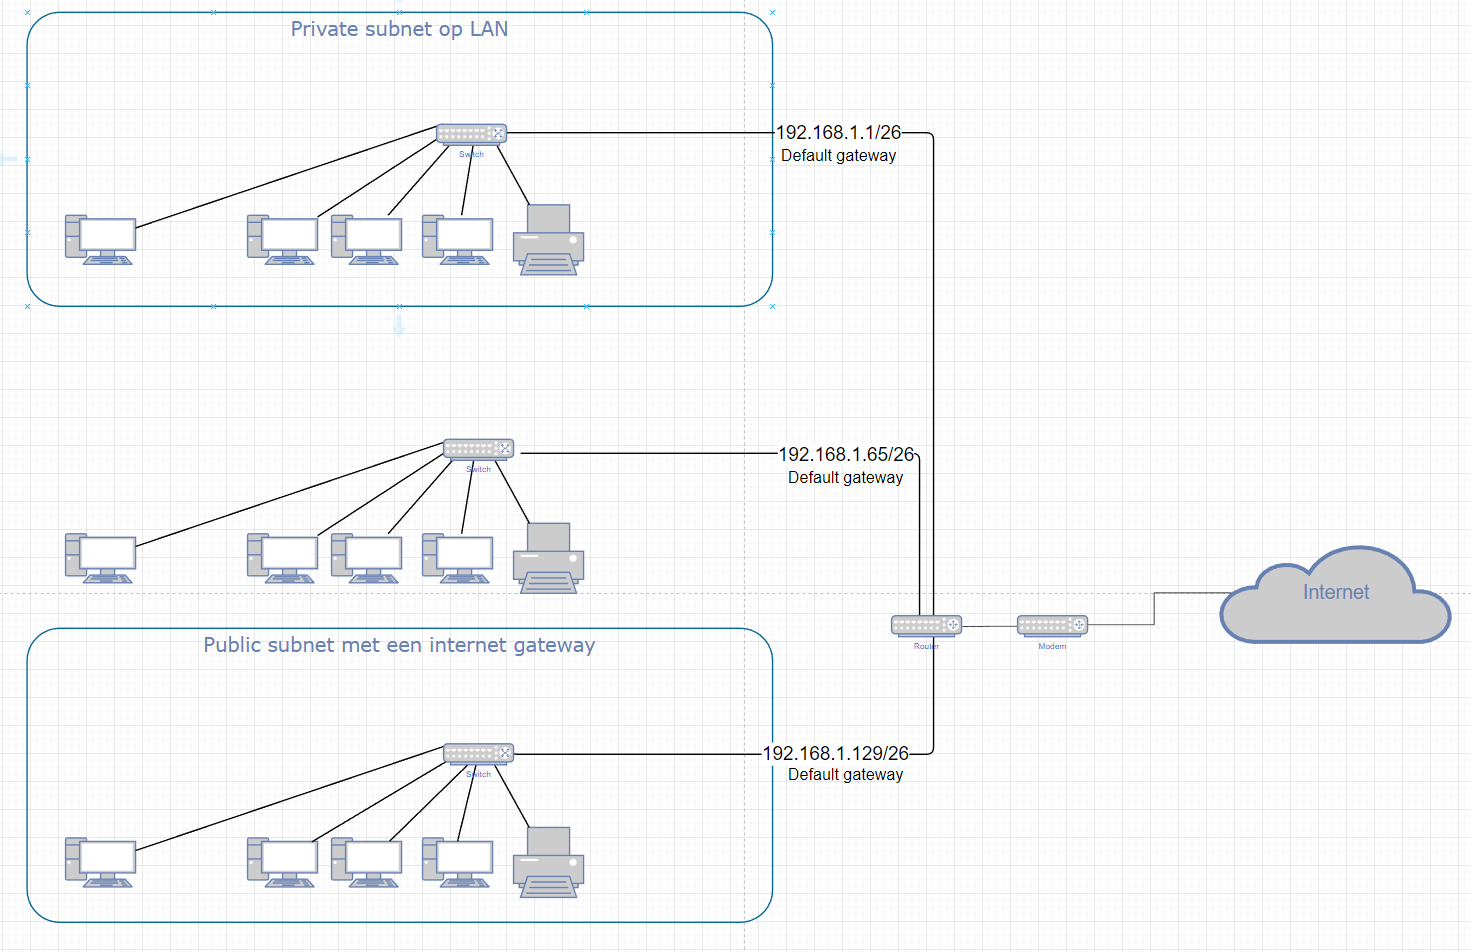 Private subnet op LAN
192.168.1.1/26
Default gateway
Switch
192.168.1.65/26
Default gateway
Switch
Internet
Router
Modem
Public subnet met een internet gateway
192.168.1.129/26
Default gateway
Switch